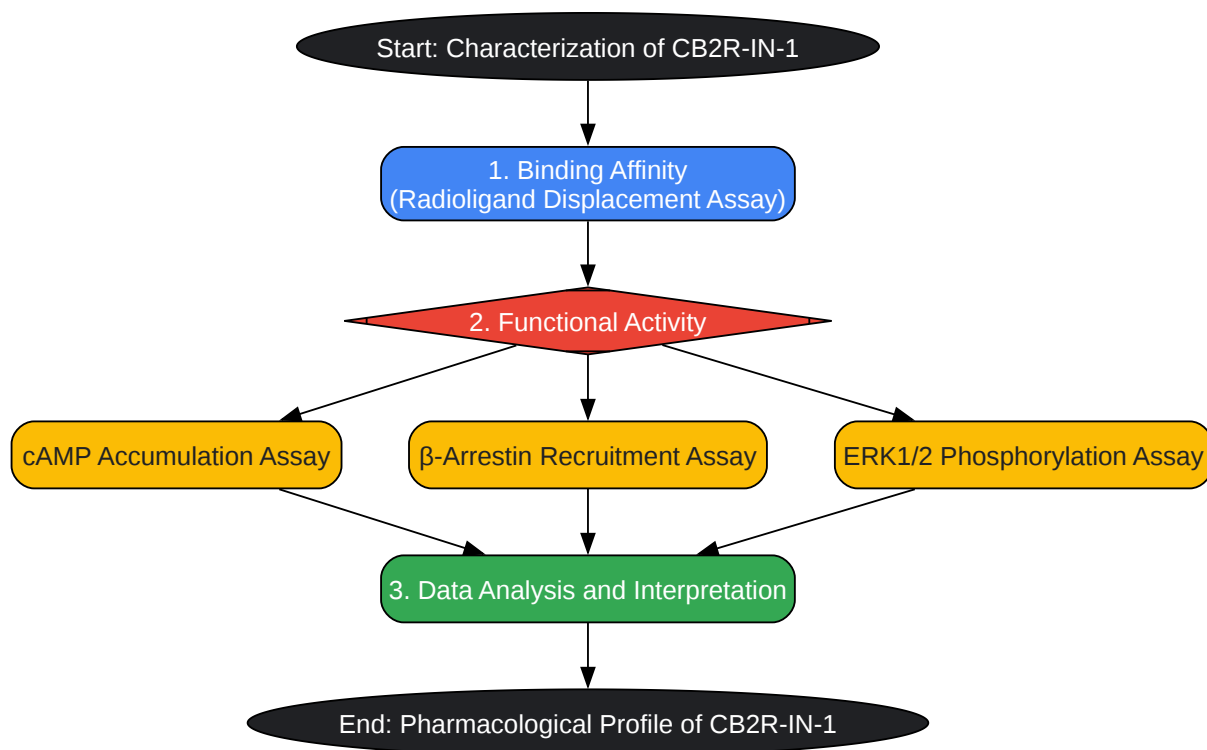 Start: Characterization of CB2R-IN-1
1. Binding Affinity
(Radioligand Displacement Assay)
2. Functional Activity
cAMP Accumulation Assay
β-Arrestin Recruitment Assay
ERK1/2 Phosphorylation Assay
3. Data Analysis and Interpretation
End: Pharmacological Profile of CB2R-IN-1